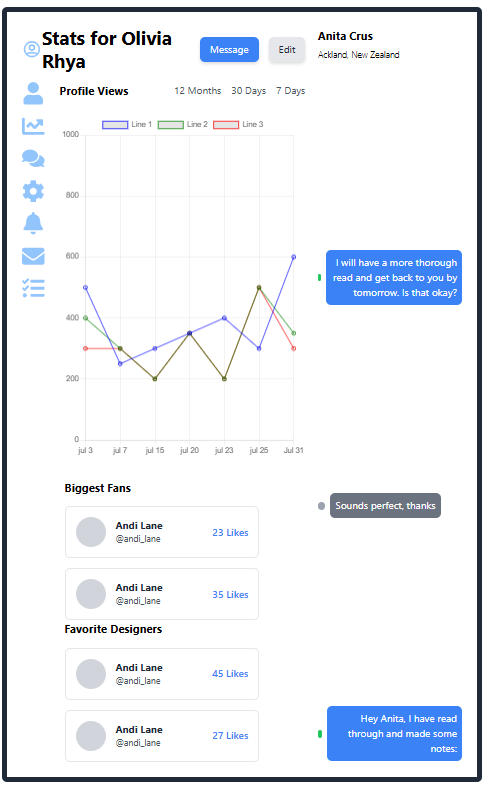 Stats for Olivia
Rhya
Message
Edit
Anita Crus
Ackland, New Zealand
Profile Views
12 Months
30 Days
7 Days
Line 1
Line 2
Line 3
1000
800
600
400
200
0
jul 3
jul 7
jul 15
jul 20
jul 23
jul 25
Jul 31
I will have a more thorough
read and get back to you by
tomorrow. Is that okay?
Sounds perfect, thanks
Biggest Fans
Andi Lane
@andi_lane
23 Likes
Andi Lane
@andi_lane
35 Likes
Favorite Designers
Andi Lane
@andi_lane
45 Likes
Andi Lane
@andi_lane
27 Likes
Hey Anita, I have read
through and made some
notes: